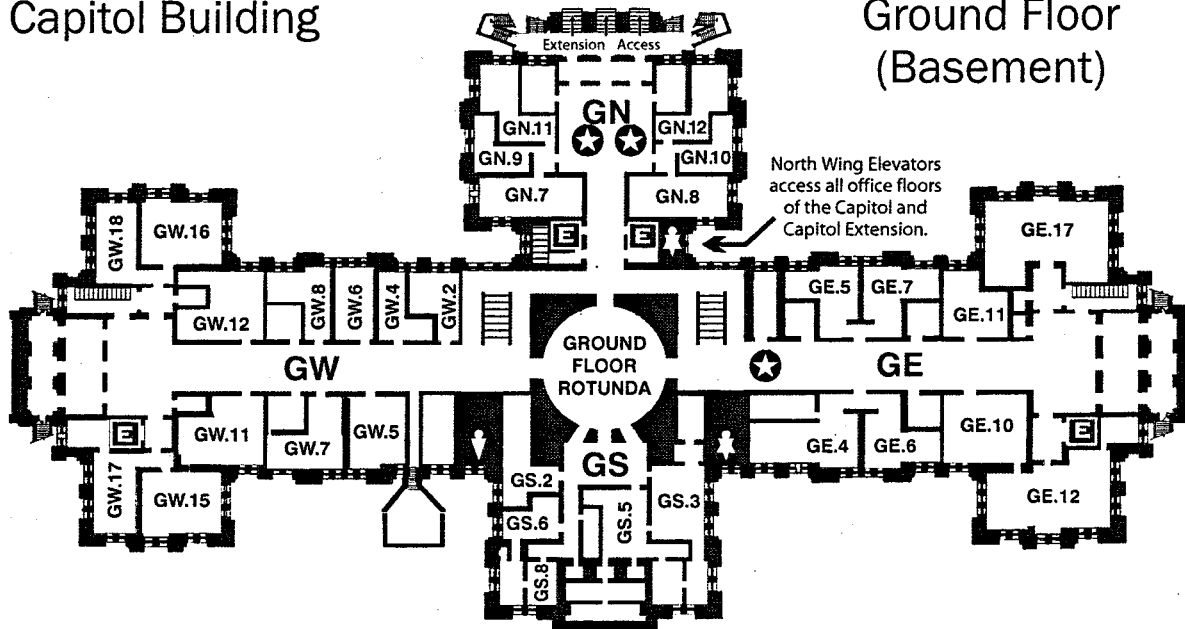 Capitol Building
Ground Floor
(Basement)
Extension Access
GN
GN.11
GN.12
GN.9
GN.10
GN.7
GN.8
North Wing Elevators
access all office floors
of the Capitol and
Capitol Extension.
E
E
GW.18
GW.16
GE.17
GW.12
GW.8
GW.6
GW.4
GW.2
GE.5
GE.7
GE.11
GROUND
FLOOR
ROTUNDA
GW
GE
GW.11
GW.7
GW.5
GE.4
GE.6
GE.10
E
E
GS
GW.17
GW.15
GS.2
GS.6
GS.5
GS.3
GS.8
GE.12